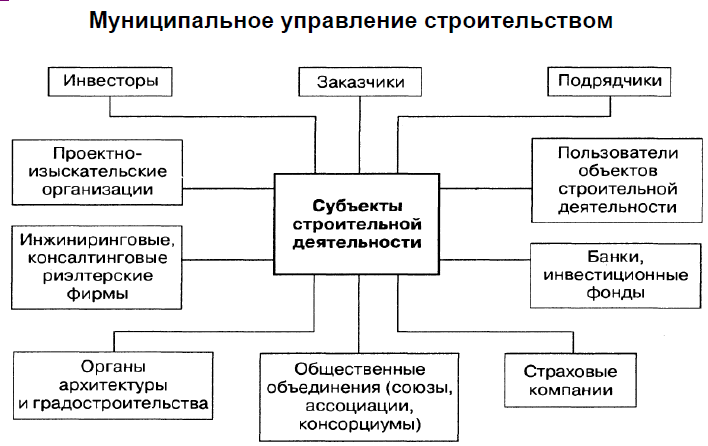 Муниципальное управление строительством
Инвесторы
Заказчики
Подрядчики
Проектно-
изыскательские
организации
Пользователи
объектов
строительной
деятельности
Субъекты
строительной
деятельности
Инжиниринговые,
консалтинговые
риэлтерские
фирмы
Банки,
инвестиционные
фонды
Органы
архитектуры
и градостроительства
Общественные
объединения (союзы,
ассоциации,
консорциумы)
Страховые
компании